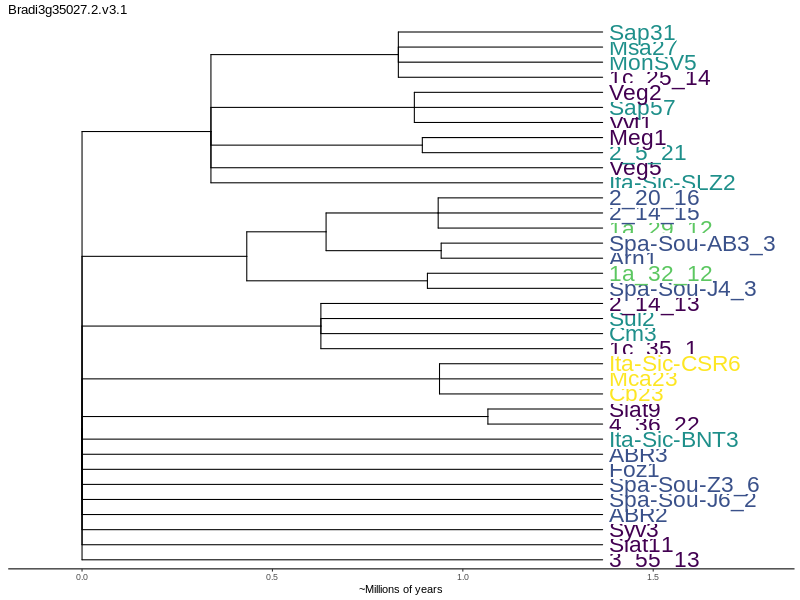 Bradi3g35027.2.v3.1
Sap31
Msa27
MonSV5
1c_25_14
Veg2
Sap57
Vyf1
Meg1
2_5_21
Veg5
Ita-Sic-SLZ2
2_20_16
2_14_15
1a_29_12
Spa-Sou-AB3_3
Arn1
1a_32_12
Spa-Sou-J4_3
2_14_13
Sul2
Cm3
1c_35_1
Ita-Sic-CSR6
Mca23
Cb23
Slat9
4_36_22
Ita-Sic-BNT3
ABR3
Foz1
Spa-Sou-Z3_6
Spa-Sou-J6_2
ABR2
Syv3
Slat11
3_55_13
0.0 0.5 1.0 1.5
~Millions of years